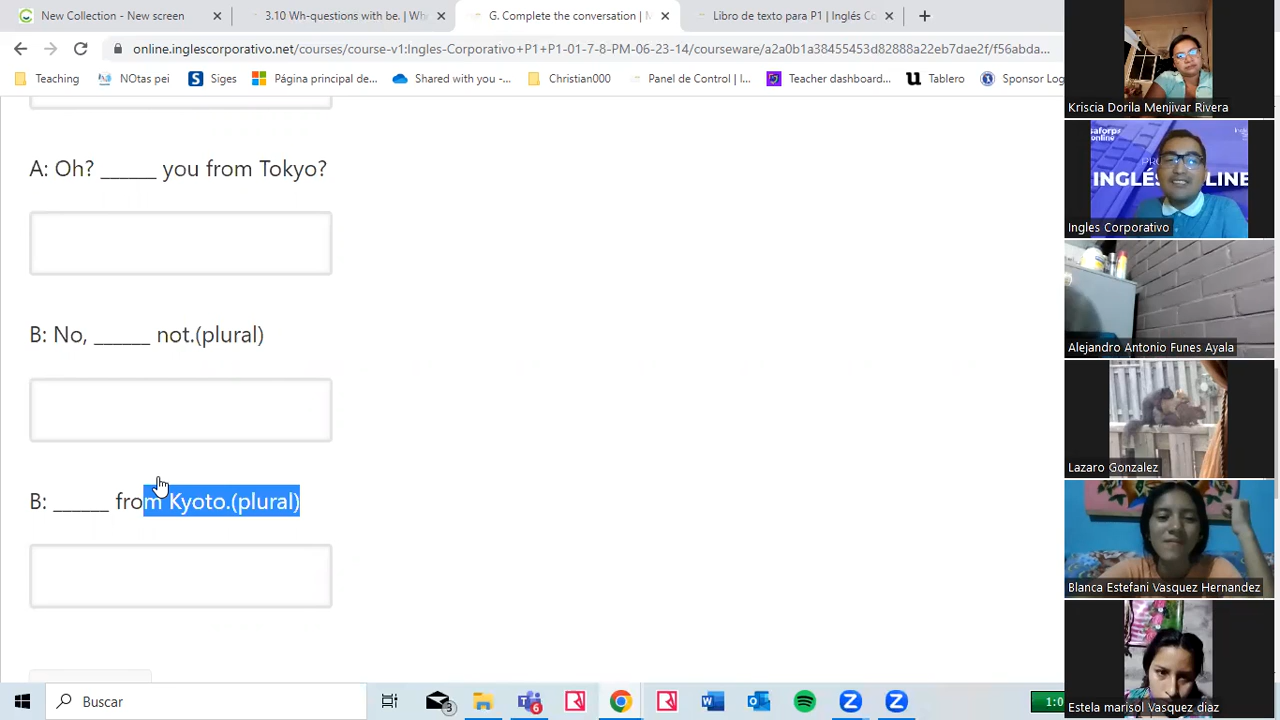 New Collection - New screen
3.10 Wh-questions with be. | Wh
G. Complete the conversation | M
Libro de texto para P1 | Inglés Co
online.inglescorporativo.net/courses/course-v1:Ingles-Corporativo+P1+P1-01-7-8-PM-06-23-14/courseware/a2a0b1a38455453d82888a22eb7dae2f/f56abda...
Teaching
NOtas pei
Siges
Página principal de...
Shared with you -...
Christian000
Panel de Control | I...
Teacher dashboard...
Tablero
Sponsor Log
A: Oh? ______ you from Tokyo?
B: No, ______ not.(plural)
B: ______ from Kyoto.(plural)
Buscar
1:0
Kriscia Dorila Menjivar Rivera
INGLÉS
LINE
Ingles Corporativo
Alejandro Antonio Funes Ayala
Lazaro Gonzalez
Blanca Estefani Vasquez Hernandez
Estela marisol Vasquez diaz